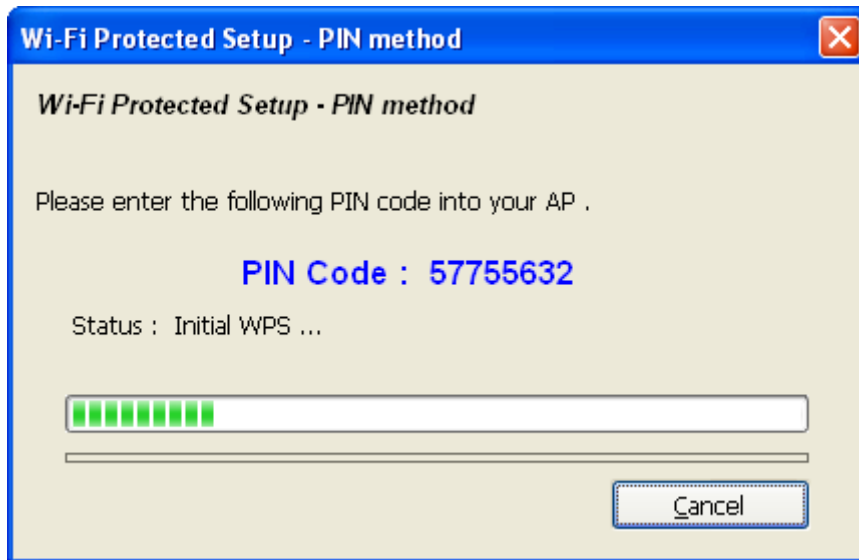 Wi-Fi Protected Setup - PIN method
Wi-Fi Protected Setup - PIN method
Please enter the following PIN code into your AP .
PIN Code :  57755632
Status :  Initial WPS ...
Cancel